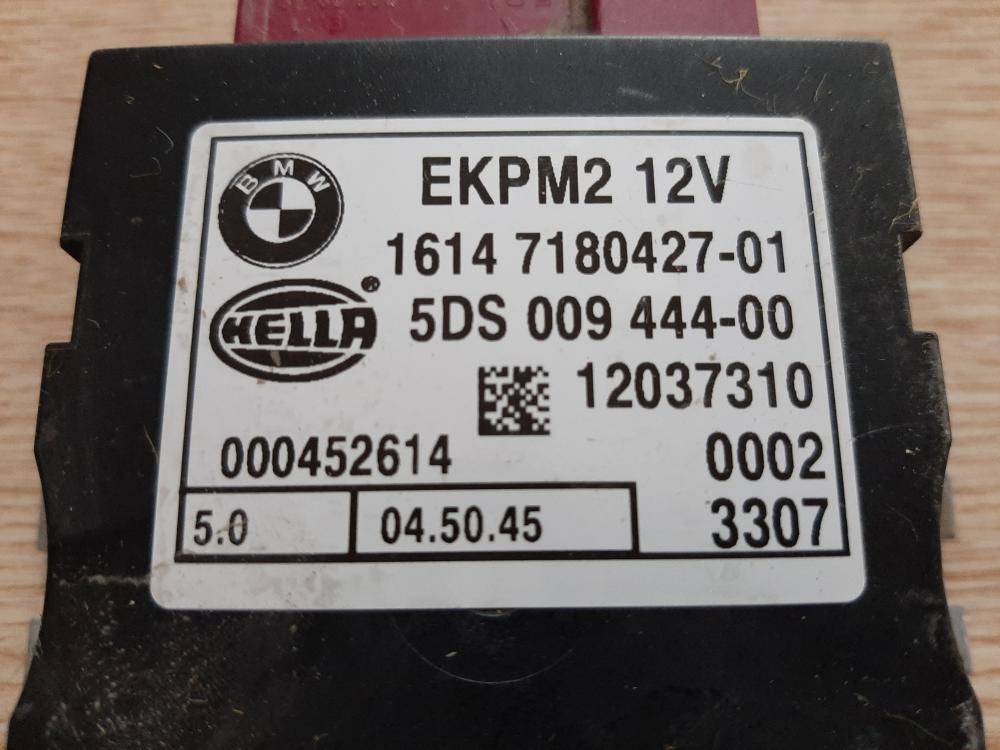 BMW
EKPM2 12V
1614 7180427-01
HELLA ®
5DS 009 444-00
12037310
000452614
0002
5.0
04.50.45
3307